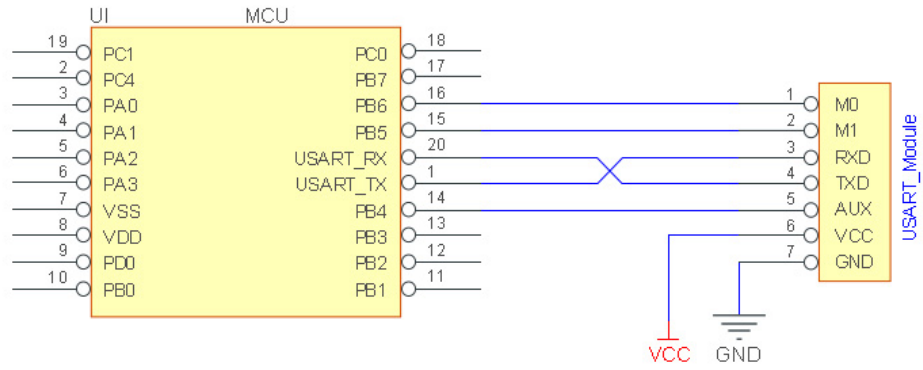 UI MCU
19 PC1 PC0 18
2 PC4 PB7 17
3 PA0 PB6 16 1 M0
4 PA1 PB5 15 2 M1
5 PA2 USART_RX 20 3 RXD
6 PA3 USART_TX 1 4 TXD
7 VSS PB4 14 5 AUX
8 VDD PB3 13 6 VCC
9 PD0 PB2 12 7 GND
10 PB0 PB1 11
USART_Module
VCC GND